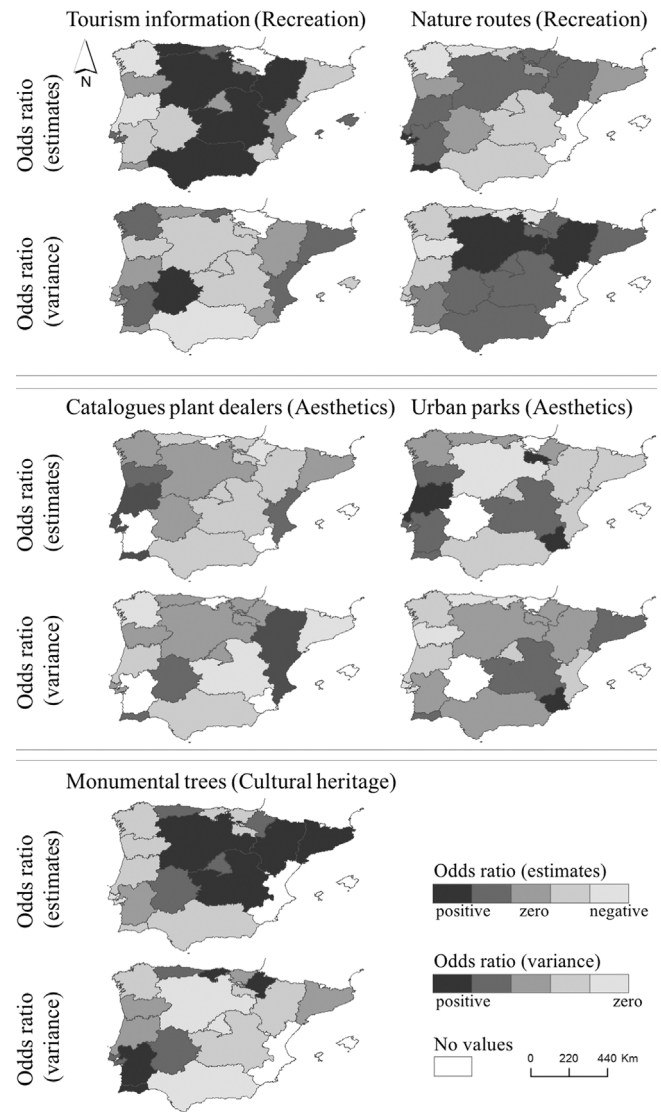 Tourism information (Recreation)
Nature routes (Recreation)
N
Odds ratio
(estimates)
Odds ratio
(variance)
Catalogues plant dealers (Aesthetics)
Urban parks (Aesthetics)
Odds ratio
(estimates)
Odds ratio
(variance)
Monumental trees (Cultural heritage)
Odds ratio
(estimates)
Odds ratio
(variance)
Odds ratio (estimates)
positive zero negative
Odds ratio (variance)
positive zero
No values
0 220 440 Km